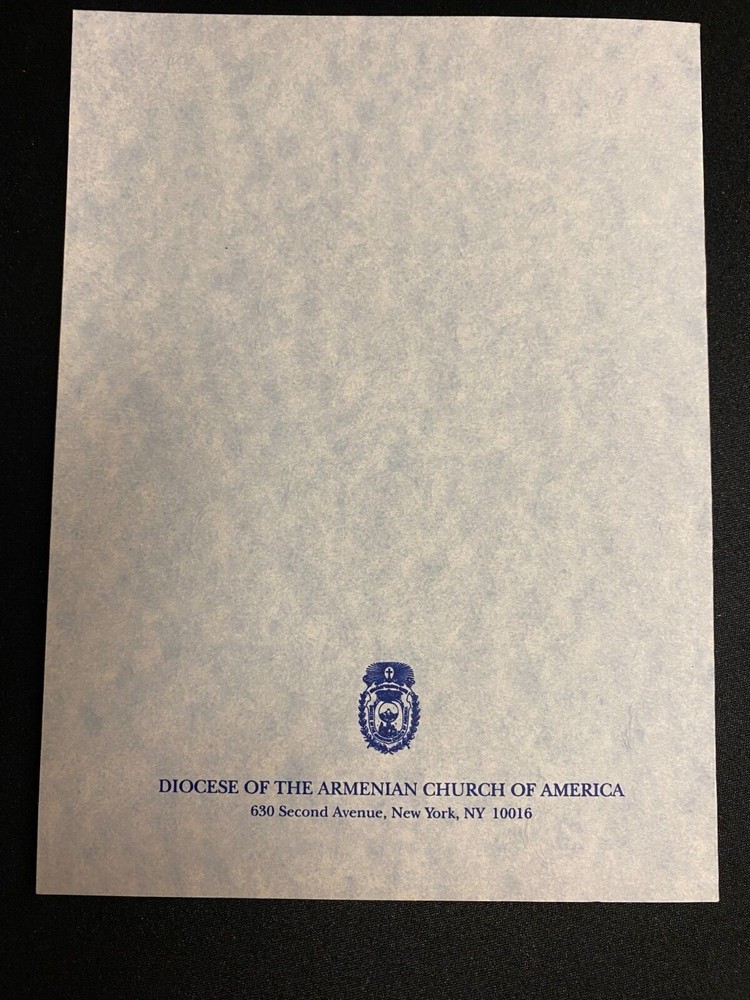 DIOCESE OF THE ARMENIAN CHURCH OF AMERICA
630 Second Avenue, New York, NY 10016